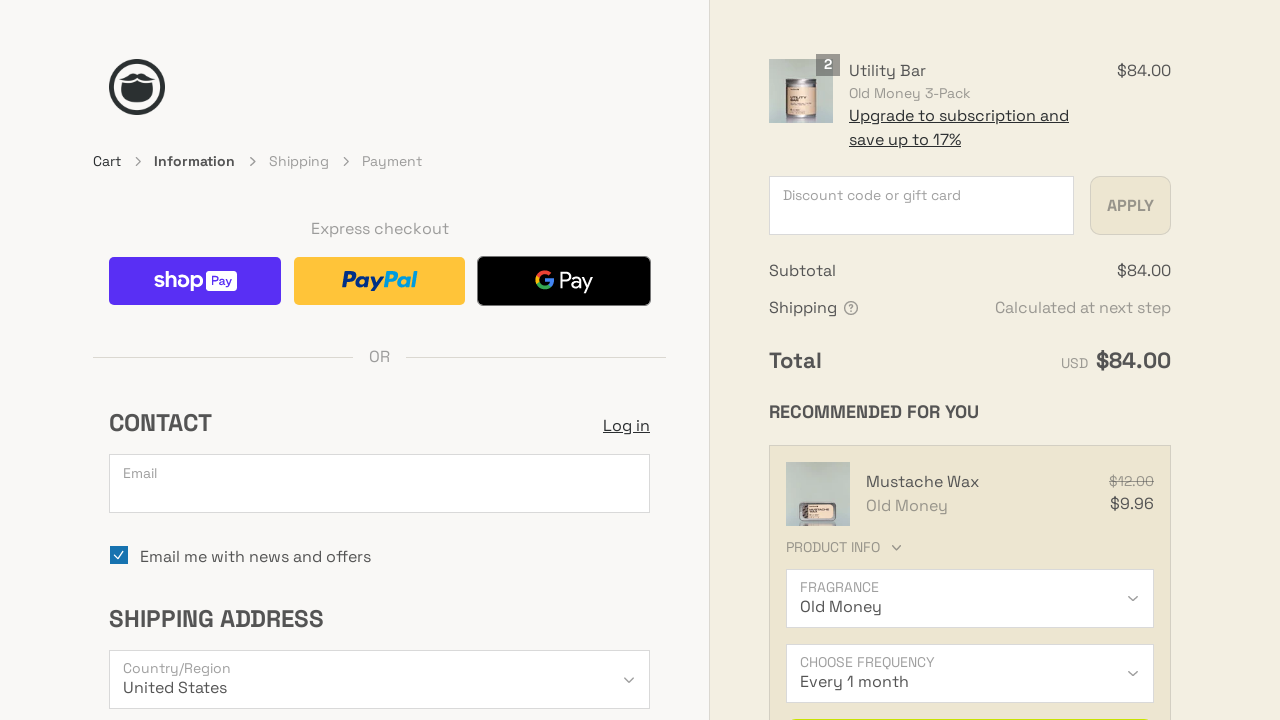 Cart
Information
Shipping
Payment
Express checkout
shop Pay
PayPal
G Pay
OR
CONTACT
Log in
Email
Email me with news and offers
SHIPPING ADDRESS
Country/Region
United States
2
Utility Bar
$84.00
Old Money 3-Pack
Upgrade to subscription and
save up to 17%
Discount code or gift card
APPLY
Subtotal
$84.00
Shipping
Calculated at next step
Total
USD $84.00
RECOMMENDED FOR YOU
Mustache Wax
$12.00
Old Money
$9.96
PRODUCT INFO
FRAGRANCE
Old Money
CHOOSE FREQUENCY
Every 1 month